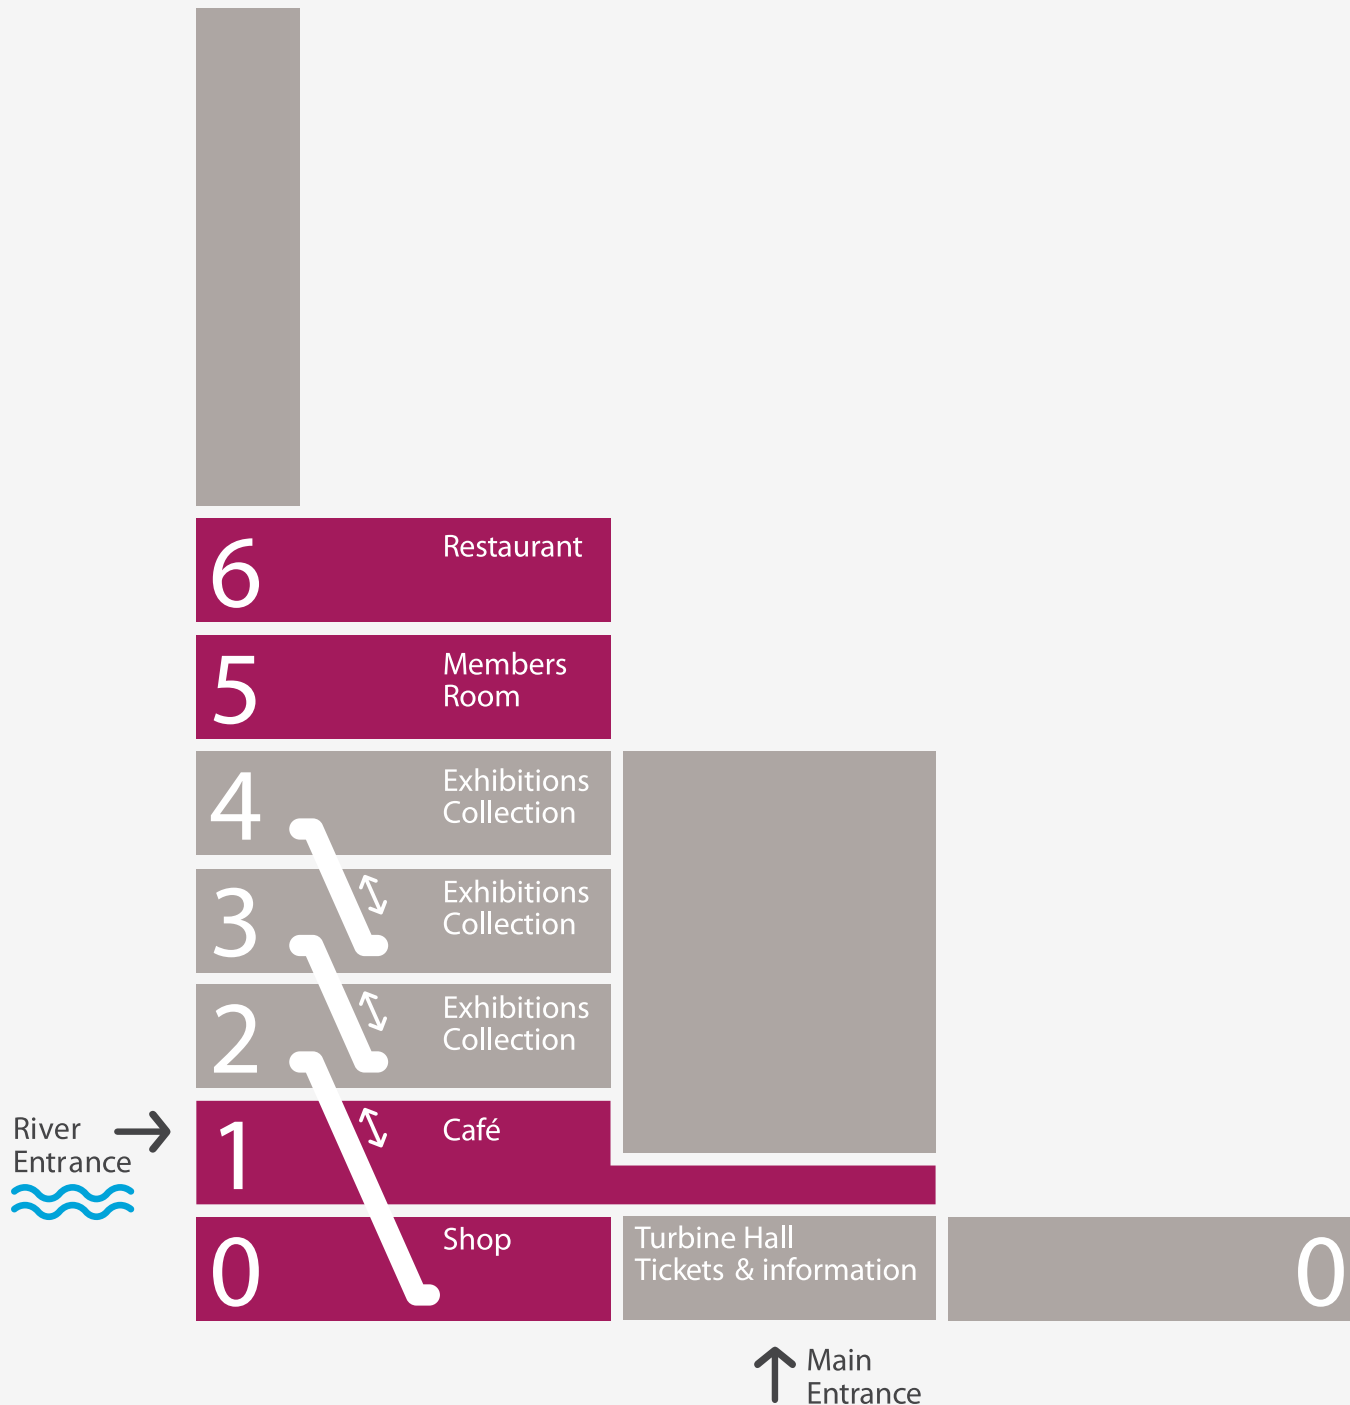 6
Restaurant
5
Members
Room
4
Exhibitions
Collection
3
Exhibitions
Collection
2
Exhibitions
Collection
River
Entrance
1
Café
0
Shop
Turbine Hall
Tickets & information
0
Main
Entrance